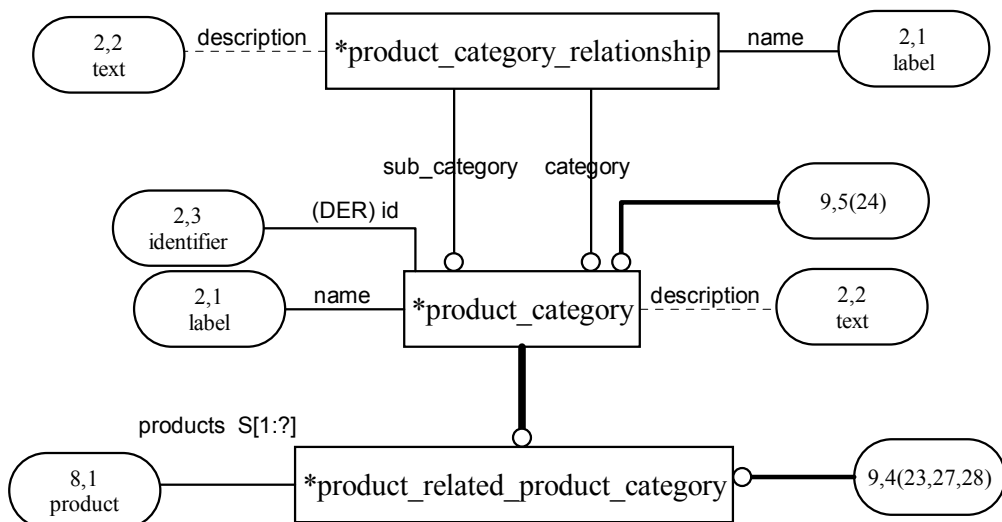 2,2
text
description
*product_category_relationship
name
2,1
label
sub_category
category
9,5(24)
(DER) id
2,3
identifier
2,1
label
name
*product_category
description
2,2
text
products S[1:?]
8,1
product
*product_related_product_category
9,4(23,27,28)